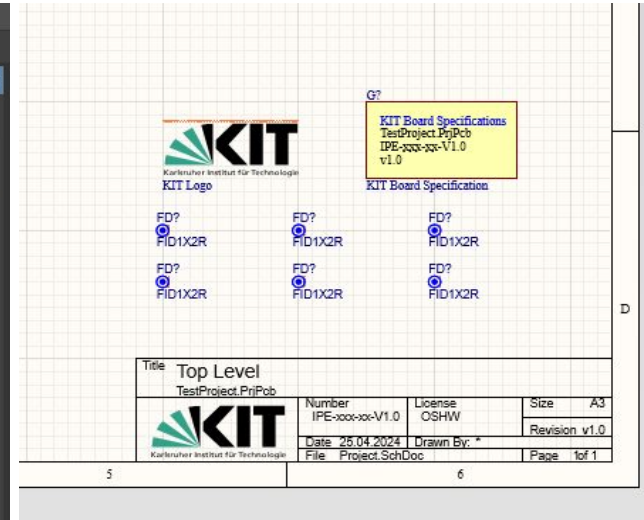 G?
KIT Board Specifications
TestProject.PrjPcb
IPE-xxx-xx-V1.0
v1.0
KIT
Karlsruher Institut für Technologie
KIT Logo
KIT Board Specification
FD?
FD?
FD?
FID1X2R
FID1X2R
FID1X2R
FD?
FD?
FD?
FID1X2R
FID1X2R
FID1X2R
D
Title Top Level
TestProject.PrjPcb
KIT
Karlsruher Institut für Technologie
Number
IPE-xxx-xx-V1.0
License
OSHW
Size A3
Revision v1.0
Date 25.04.2024 Drawn By: *
File Project.SchDoc
Page 1of 1
5
6